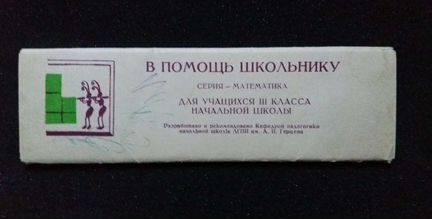 В ПОМОЩЬ ШКОЛЬНИКУ
СЕРИЯ – МАТЕМАТИКА
ДЛЯ УЧАЩИХСЯ III КЛАССА
НАЧАЛЬНОЙ ШКОЛЫ
Разработано и рекомендовано Кафедрой педагогики
начальной школы ЛГПИ им. А. И. Герцена